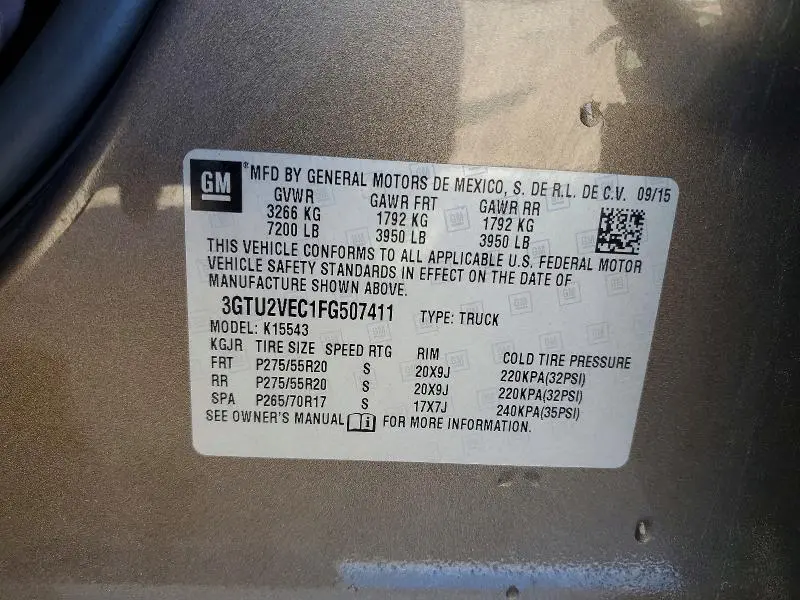 GM
*MFD BY GENERAL MOTORS DE MEXICO, S. DE R.L. DE C.V. 09/15
GVWR GAWR FRT GAWR RR
3266 KG 1792 KG 1792 KG
7200 LB 3950 LB 3950 LB
THIS VEHICLE CONFORMS TO ALL APPLICABLE U.S. FEDERAL MOTOR
VEHICLE SAFETY STANDARDS IN EFFECT ON THE DATE OF
MANUFACTURE SHOWN ABOVE.
3GTU2VEC1FG507411 TYPE: TRUCK
MODEL: K15543
KGJR TIRE SIZE SPEED RTG RIM COLD TIRE PRESSURE
FRT P275/55R20 S 20X9J 220KPA(32PSI)
RR P275/55R20 S 20X9J 220KPA(32PSI)
SPA P265/70R17 S 17X7J 240KPA(35PSI)
SEE OWNER'S MANUAL i FOR MORE INFORMATION.